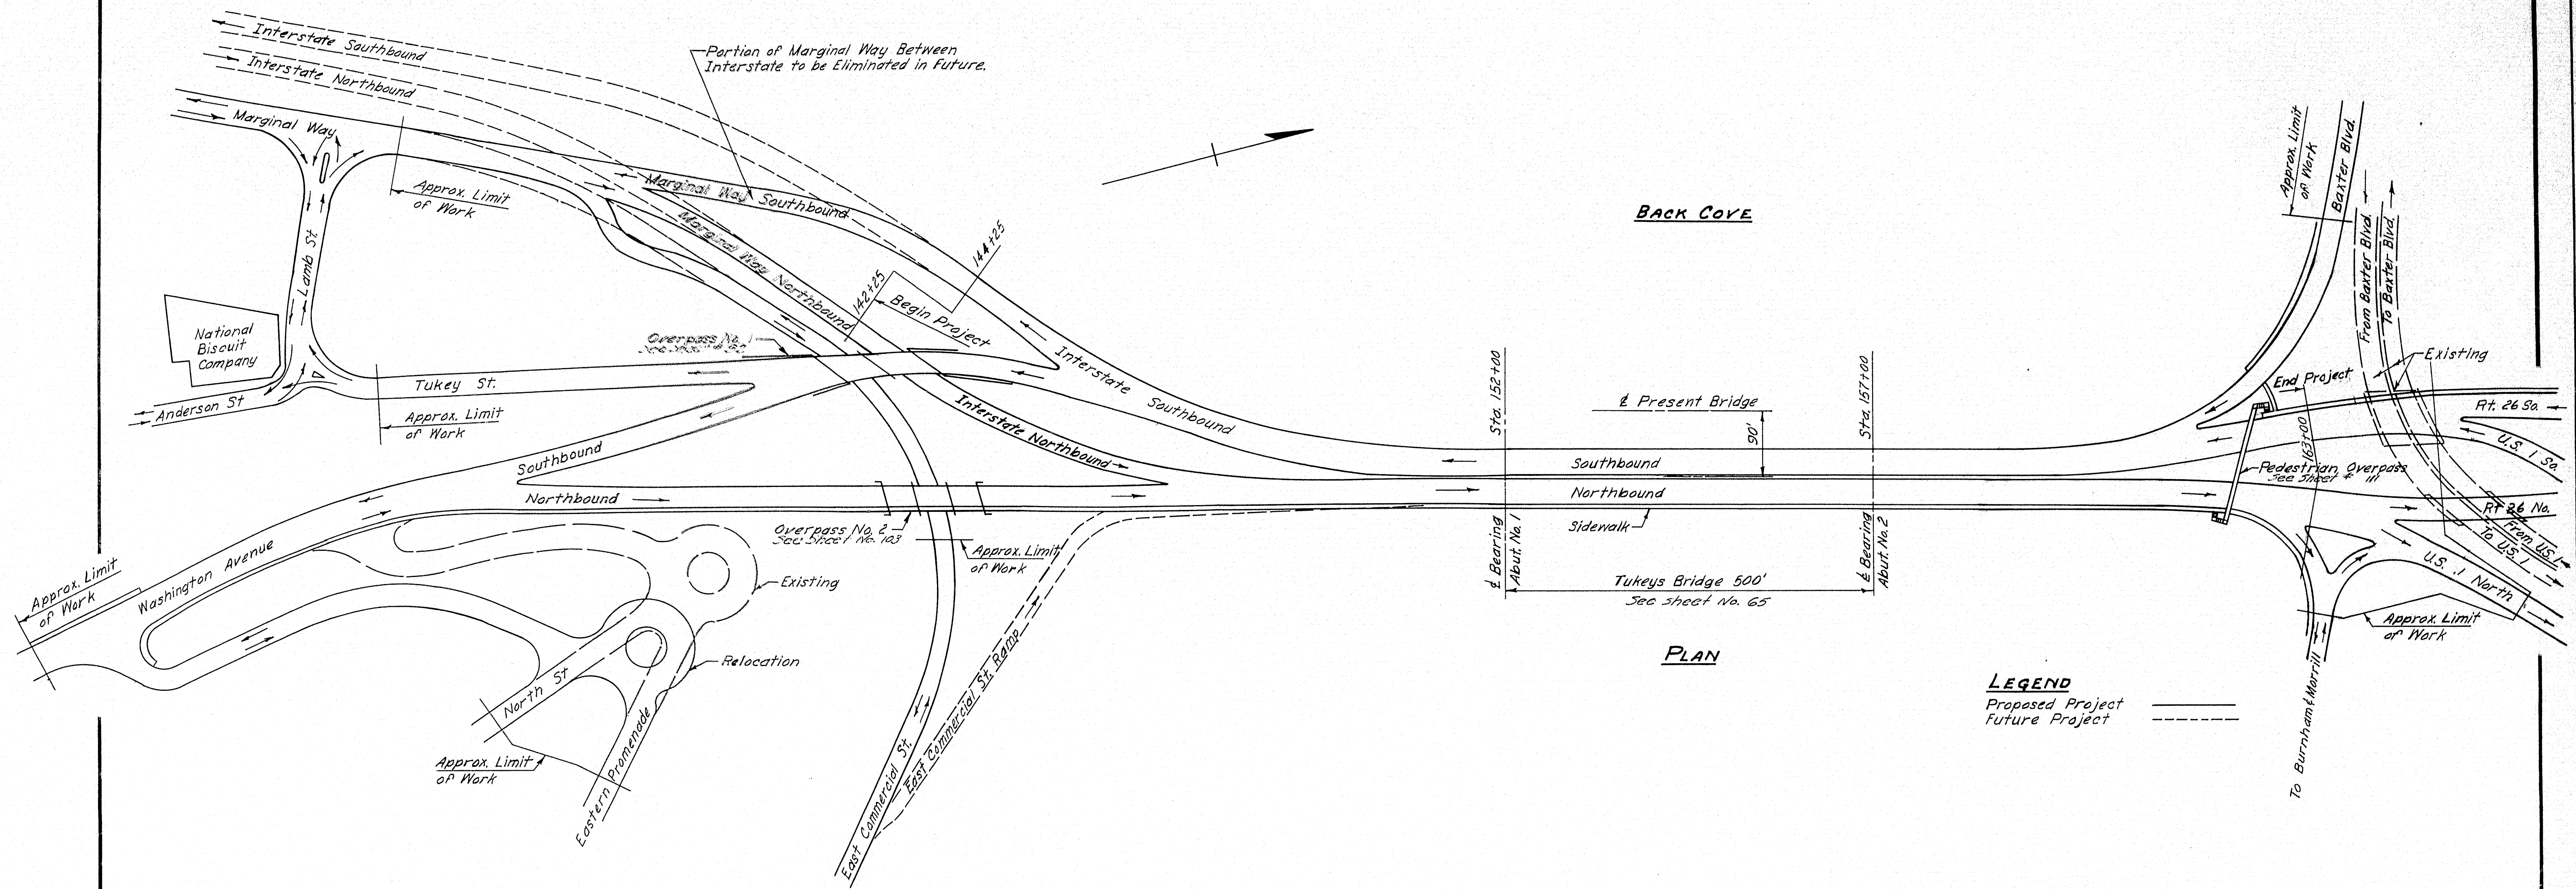 Interstate Southbound
Interstate Northbound
Portion of Marginal Way Between
Interstate to be Eliminated in Future.
Marginal Way
Approx. Limit
of Work
Marginal Way Southbound
Marginal Way Northbound
142+25
144+25
Begin Project
Lamb St.
National
Biscuit
Company
Overpass No. 1
Tukey St.
Anderson St
Approx. Limit
of Work
Interstate Southbound
Interstate Northbound
Southbound
Northbound
Overpass No. 2
See Sheet No. 103
Approx. Limit
of Work
Washington Avenue
Approx. Limit
of Work
Existing
Relocation
North St
Eastern Promenade
Approx. Limit
of Work
East Commercial St.
East Commercial St. Ramp
BACK COVE
Sta. 152+00
Sta. 157+00
℄ Present Bridge
90'
Southbound
Northbound
Sidewalk
℄ Bearing
Abut. No. 1
℄ Bearing
Abut. No. 2
Tukeys Bridge 500'
See sheet No. 65
PLAN
Approx. Limit
of Work
Baxter Blvd.
From Baxter Blvd.
To Baxter Blvd.
Existing
End Project
163+00
Rt. 26 So.
U.S. 1 So.
Pedestrian Overpass
See Sheet # 111
Rt 26 No.
From U.S. 1
To U.S. 1
U.S. 1 North
Approx. Limit
of Work
To Burnham & Morrill
LEGEND
Proposed Project
Future Project